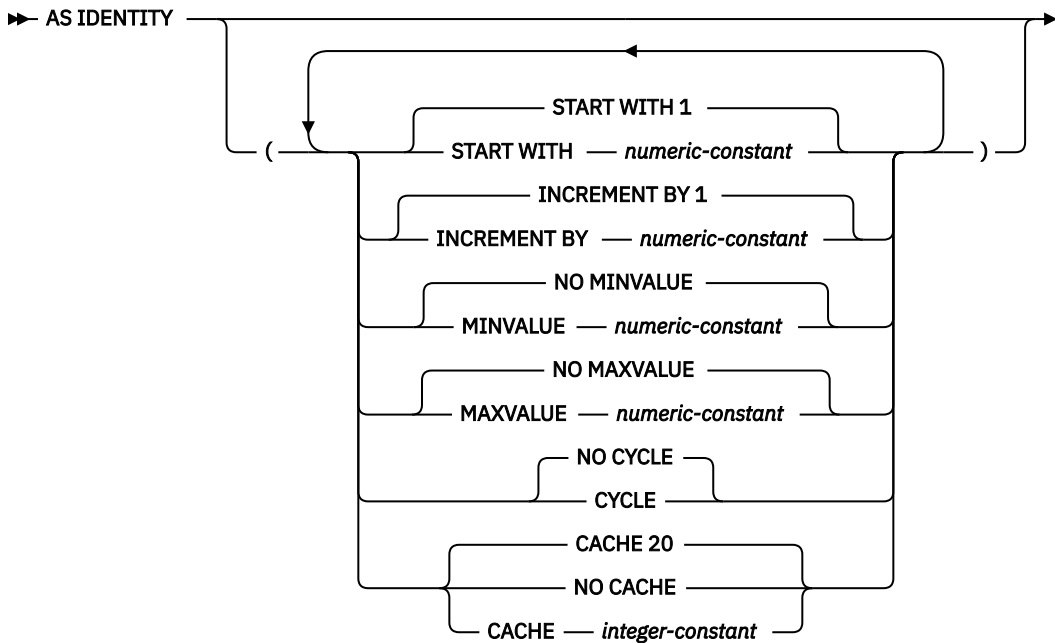 AS IDENTITY
START WITH 1
( START WITH numeric-constant )
INCREMENT BY 1
INCREMENT BY numeric-constant
NO MINVALUE
MINVALUE numeric-constant
NO MAXVALUE
MAXVALUE numeric-constant
NO CYCLE
CYCLE
CACHE 20
NO CACHE
CACHE integer-constant